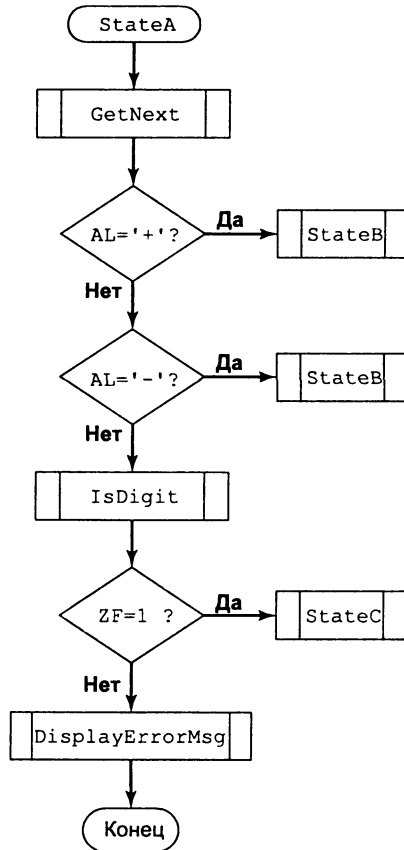 StateA
GetNext
AL='+'?
Да
StateB
Нет
AL='-'?
Да
StateB
Нет
IsDigit
ZF=1 ?
Да
StateC
Нет
DisplayErrorMsg
Конец